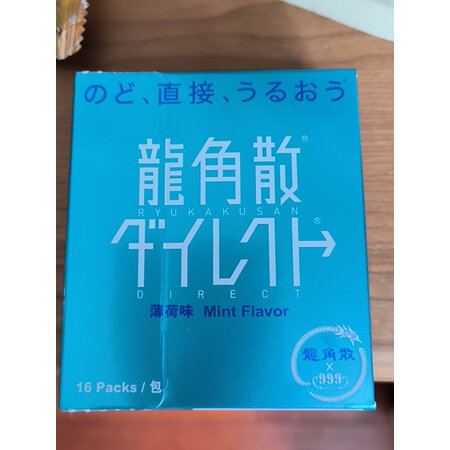 のど、直接、うるおう
龍角散®
RYUKAKUSAN
ダイレクト®
DIRECT
薄荷味 Mint Flavor
龍角散
×
999
16 Packs / 包